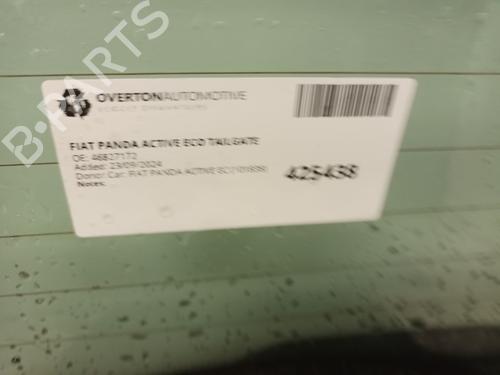 B-PARTS
OVERTONAUTOMOTIVE
FIAT PANDA ACTIVE ECO TAILGATE
OE: 46827172
Added: 23/09/2024
Donor Car: FIAT PANDA ACTIVE ECO
Notes:
425438